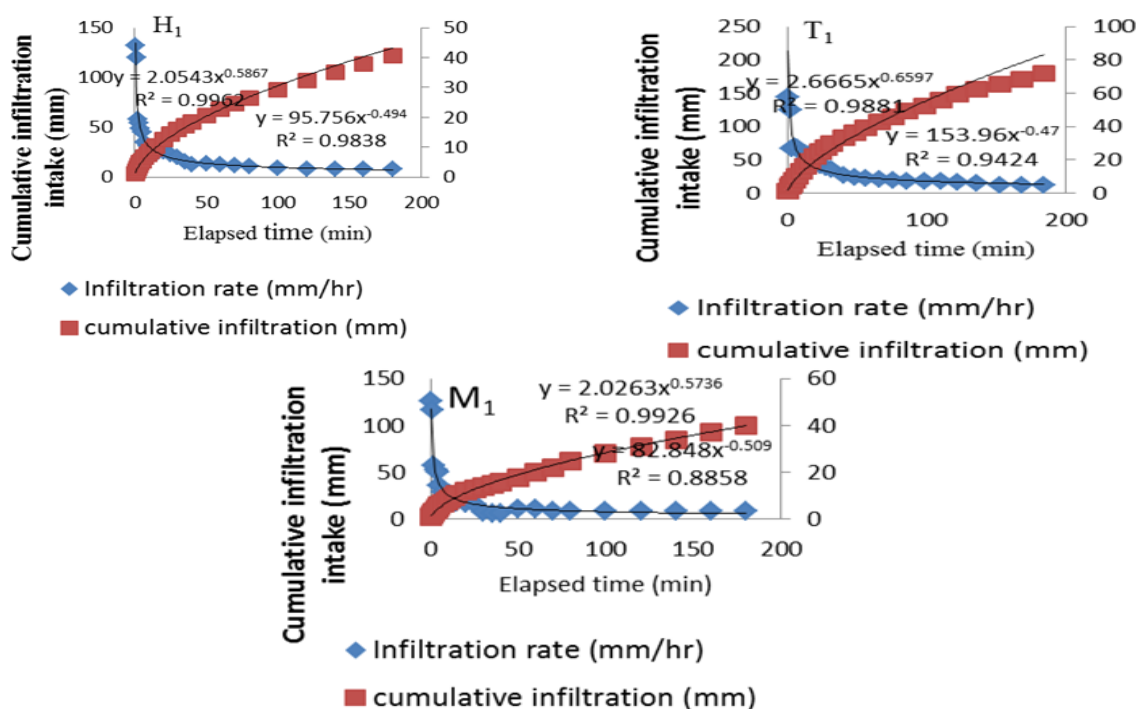 H1
Cumulative infiltration
intake (mm)
150
100
50
0
50
40
30
20
10
0
y = 2.0543x^0.5867
R² = 0.9962
y = 95.756x^-0.494
R² = 0.9838
0 50 100 150 200
Elapsed time (min)
Infiltration rate (mm/hr)
cumulative infiltration (mm)
T1
Cumulative infiltration
intake (mm)
250
200
150
100
50
0
100
80
60
40
20
0
y = 2.6665x^0.6597
R² = 0.9881
y = 153.96x^-0.47
R² = 0.9424
0 100 200
Elapsed time (min)
Infiltration rate (mm/hr)
cumulative infiltration (mm)
M1
Cumulative infiltration
intake (mm)
150
100
50
0
60
40
20
0
y = 2.0263x^0.5736
R² = 0.9926
y = 82.848x^-0.509
R² = 0.8858
0 50 100 150 200
Elapsed time (min)
Infiltration rate (mm/hr)
cumulative infiltration (mm)